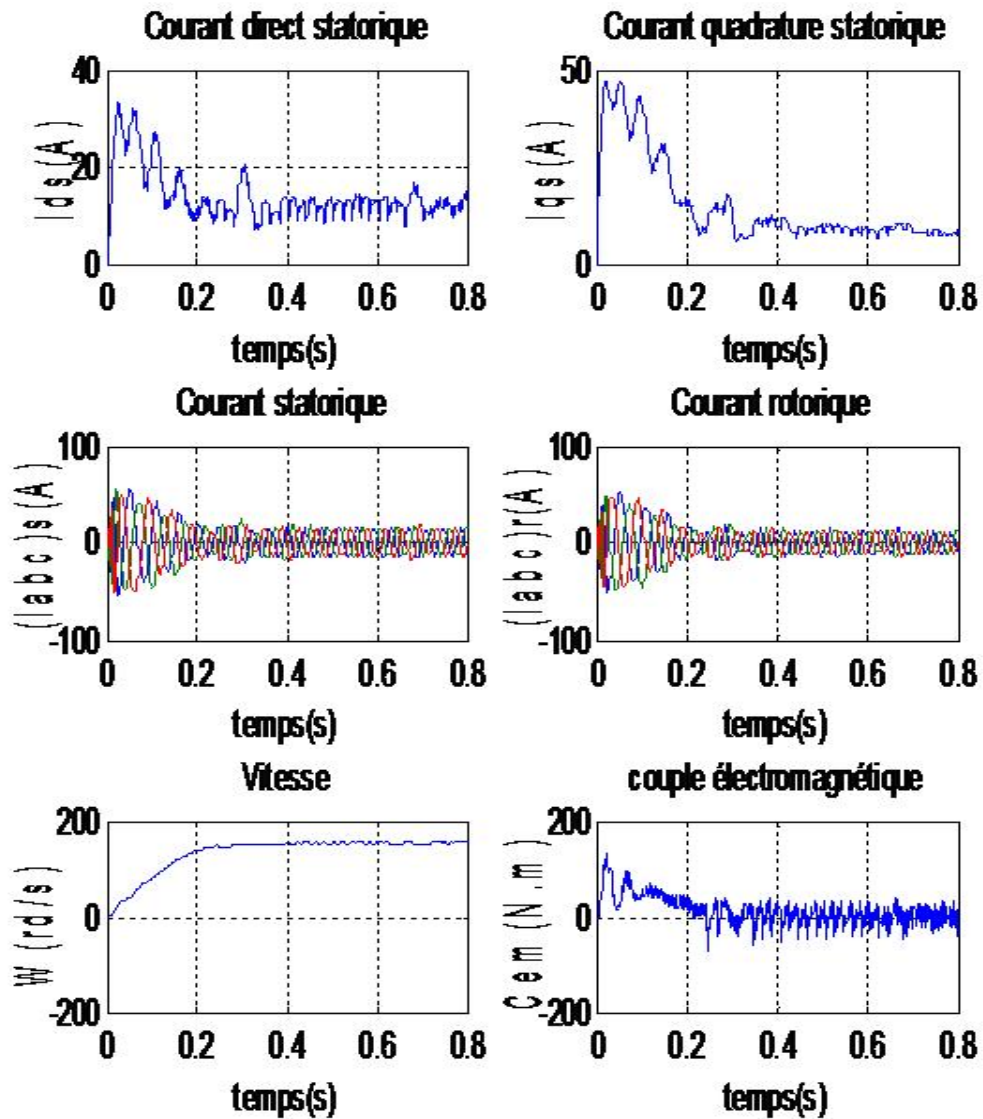 Courant direct statorique
40
20
0
I d s ( A )
0 0.2 0.4 0.6 0.8
temps(s)
Courant quadrature statorique
50
0
I q s ( A )
0 0.2 0.4 0.6 0.8
temps(s)
Courant statorique
100
0
-100
( I a b c ) s ( A )
0 0.2 0.4 0.6 0.8
temps(s)
Courant rotorique
100
0
-100
( I a b c ) r ( A )
0 0.2 0.4 0.6 0.8
temps(s)
Vitesse
200
0
-200
W ( r d / s )
0 0.2 0.4 0.6 0.8
temps(s)
couple électromagnétique
200
0
-200
C e m ( N . m )
0 0.2 0.4 0.6 0.8
temps(s)